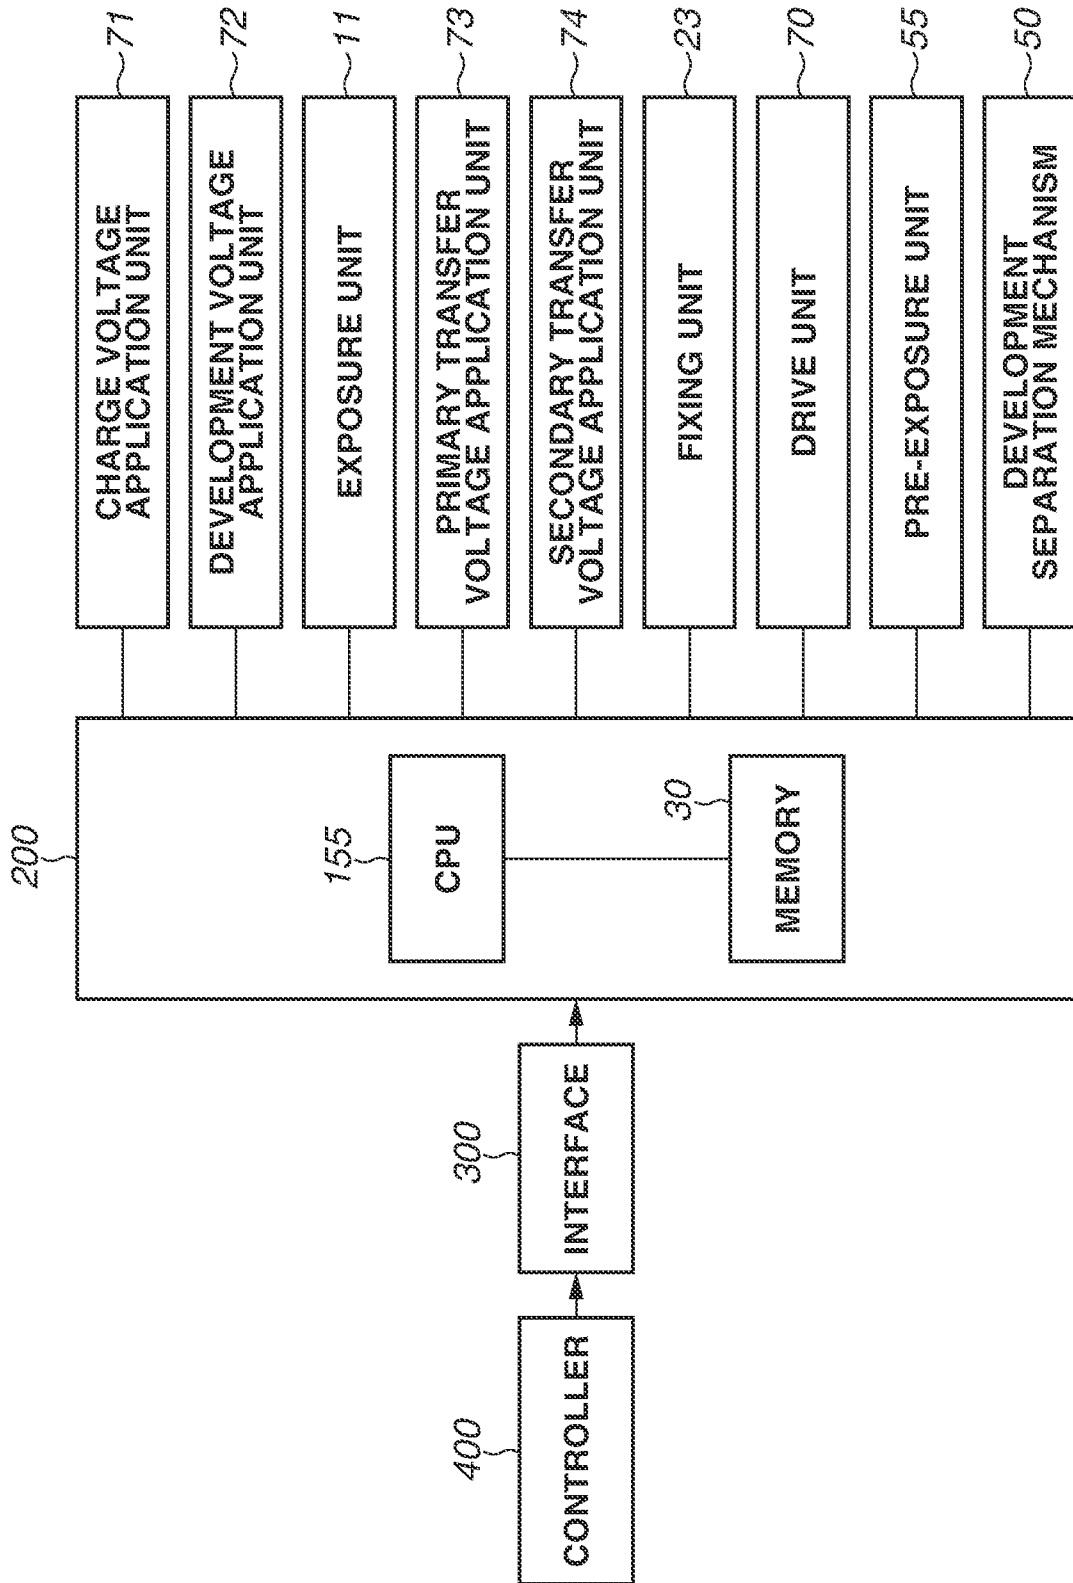 400
CONTROLLER
300
INTERFACE
200
155
CPU
30
MEMORY
CHARGE VOLTAGE
APPLICATION UNIT
71
DEVELOPMENT VOLTAGE
APPLICATION UNIT
72
EXPOSURE UNIT
11
PRIMARY TRANSFER
VOLTAGE APPLICATION UNIT
73
SECONDARY TRANSFER
VOLTAGE APPLICATION UNIT
74
FIXING UNIT
23
DRIVE UNIT
70
PRE-EXPOSURE UNIT
55
DEVELOPMENT
SEPARATION MECHANISM
50